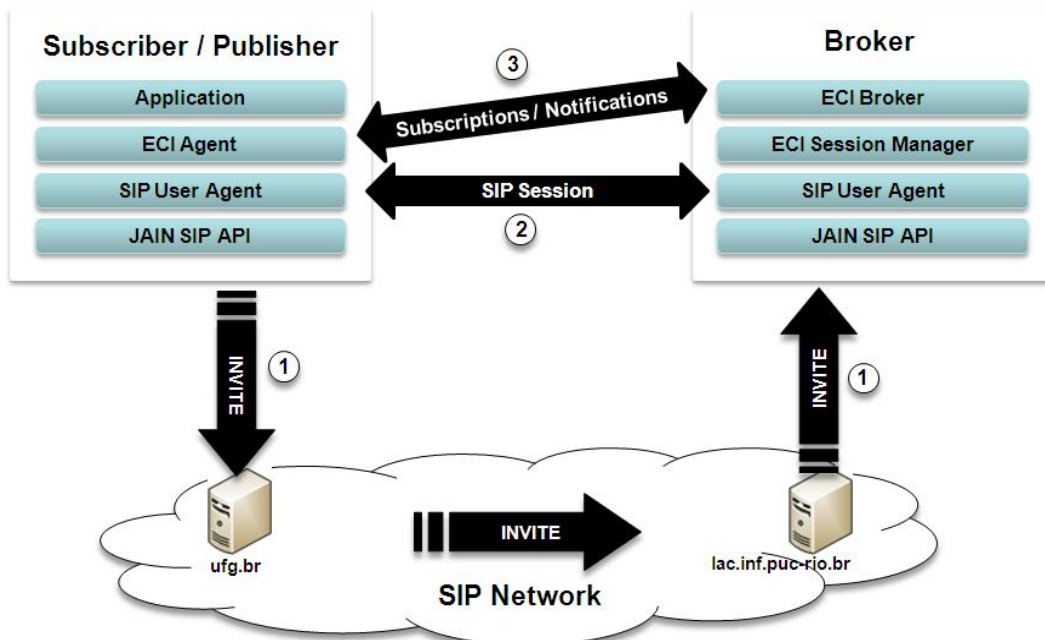 Subscriber / Publisher
Application
ECI Agent
SIP User Agent
JAIN SIP API
3
Subscriptions / Notifications
SIP Session
2
Broker
ECI Broker
ECI Session Manager
SIP User Agent
JAIN SIP API
INVITE
1
INVITE
1
ufg.br
INVITE
lac.inf.puc-rio.br
SIP Network